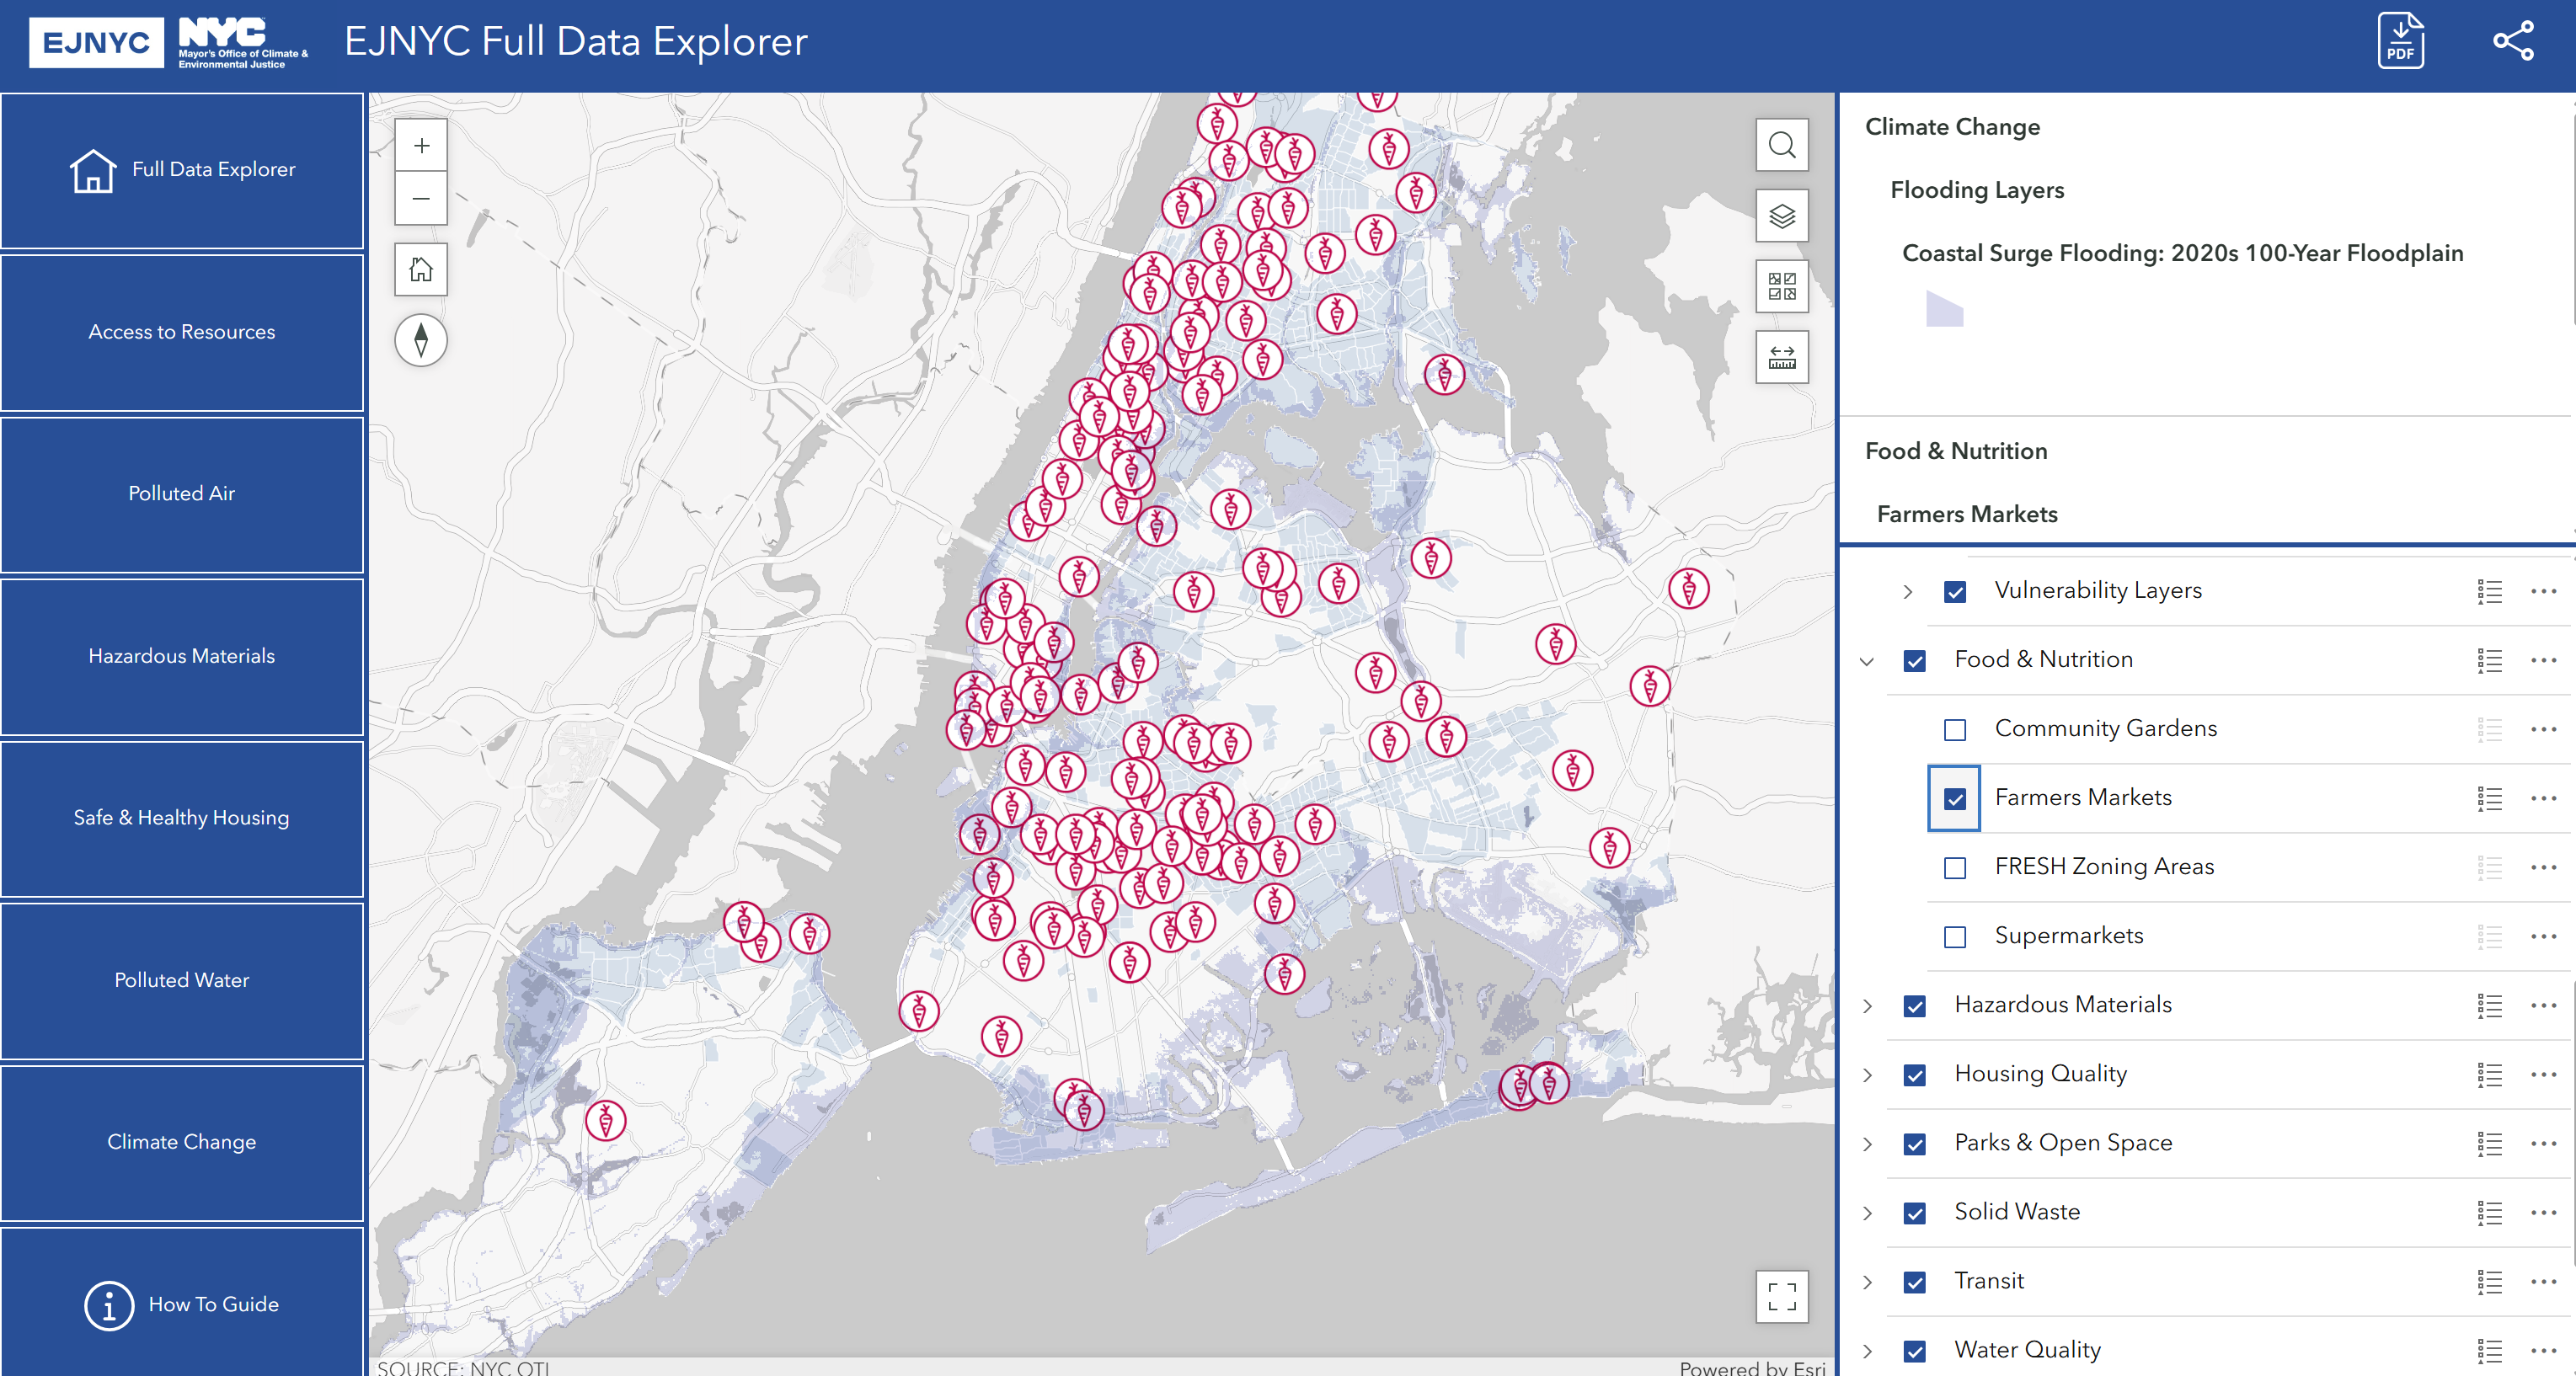 EJNYC
NYC
Mayor's Office of Climate &
Environmental Justice
EJNYC Full Data Explorer
PDF
Full Data Explorer
Access to Resources
Polluted Air
Hazardous Materials
Safe & Healthy Housing
Polluted Water
Climate Change
How To Guide
SOURCE: NYC OTI
Powered by Esri
Climate Change
Flooding Layers
Coastal Surge Flooding: 2020s 100-Year Floodplain
Food & Nutrition
Farmers Markets
Vulnerability Layers
Food & Nutrition
Community Gardens
Farmers Markets
FRESH Zoning Areas
Supermarkets
Hazardous Materials
Housing Quality
Parks & Open Space
Solid Waste
Transit
Water Quality